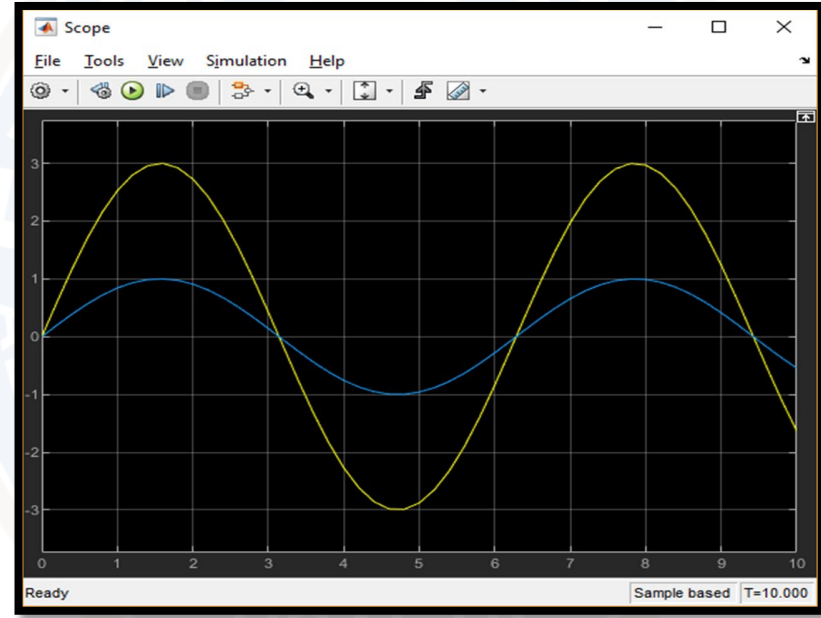 Scope
File Tools View Simulation Help
3
2
1
0
-1
-2
-3
0 1 2 3 4 5 6 7 8 9 10
Ready Sample based T=10.000